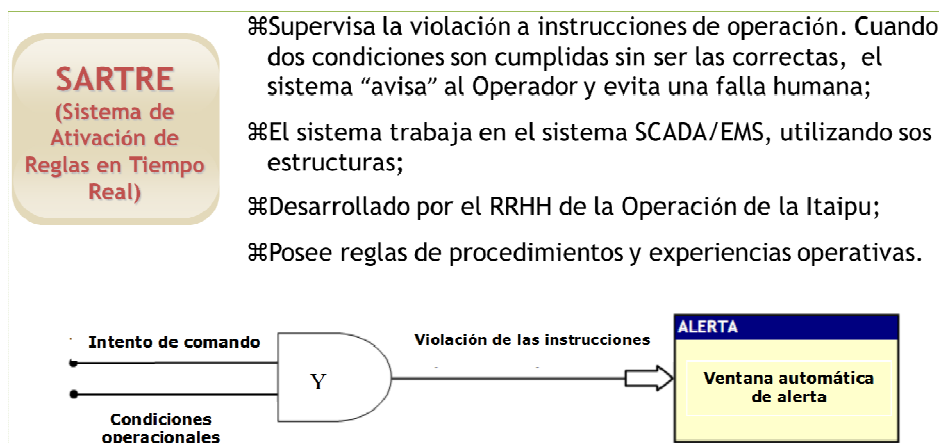 SARTRE
(Sistema de
Ativación de
Reglas en Tiempo
Real)
⌘Supervisa la violación a instrucciones de operación. Cuando
dos condiciones son cumplidas sin ser las correctas, el
sistema “avisa” al Operador y evita una falla humana;
⌘El sistema trabaja en el sistema SCADA/EMS, utilizando sos
estructuras;
⌘Desarrollado por el RRHH de la Operación de la Itaipu;
⌘Posee reglas de procedimientos y experiencias operativas.
Intento de comando
Y
Condiciones
operacionales
Violación de las instrucciones
ALERTA
Ventana automática
de alerta